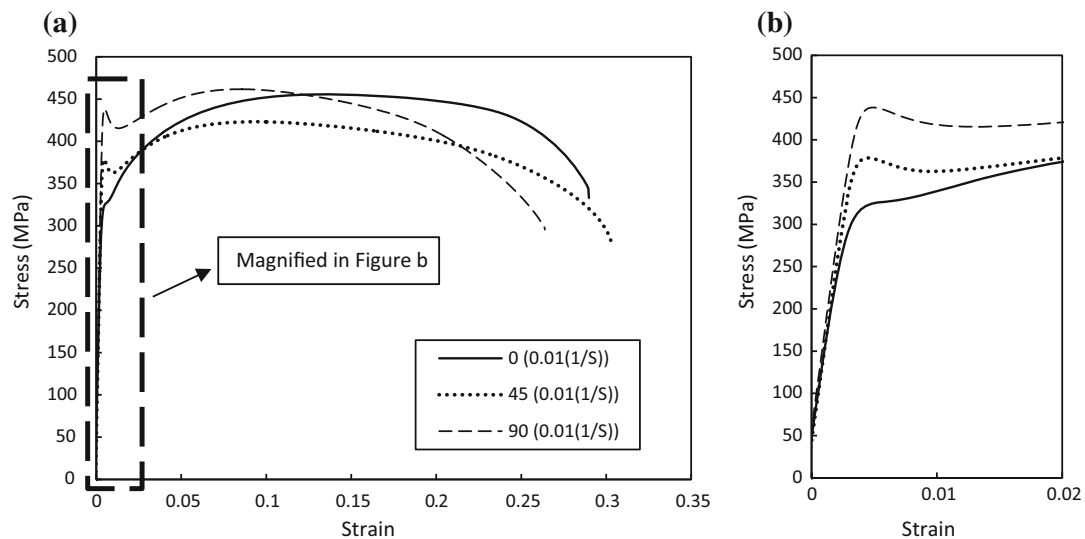 (a)
500
450
400
350
300
250
200
150
100
50
0
Stress (MPa)
Magnified in Figure b
0 (0.01(1/S))
45 (0.01(1/S))
90 (0.01(1/S))
0 0.05 0.1 0.15 0.2 0.25 0.3 0.35
Strain
(b)
500
450
400
350
300
250
200
150
100
50
0
Stress (MPa)
0 0.01 0.02
Strain